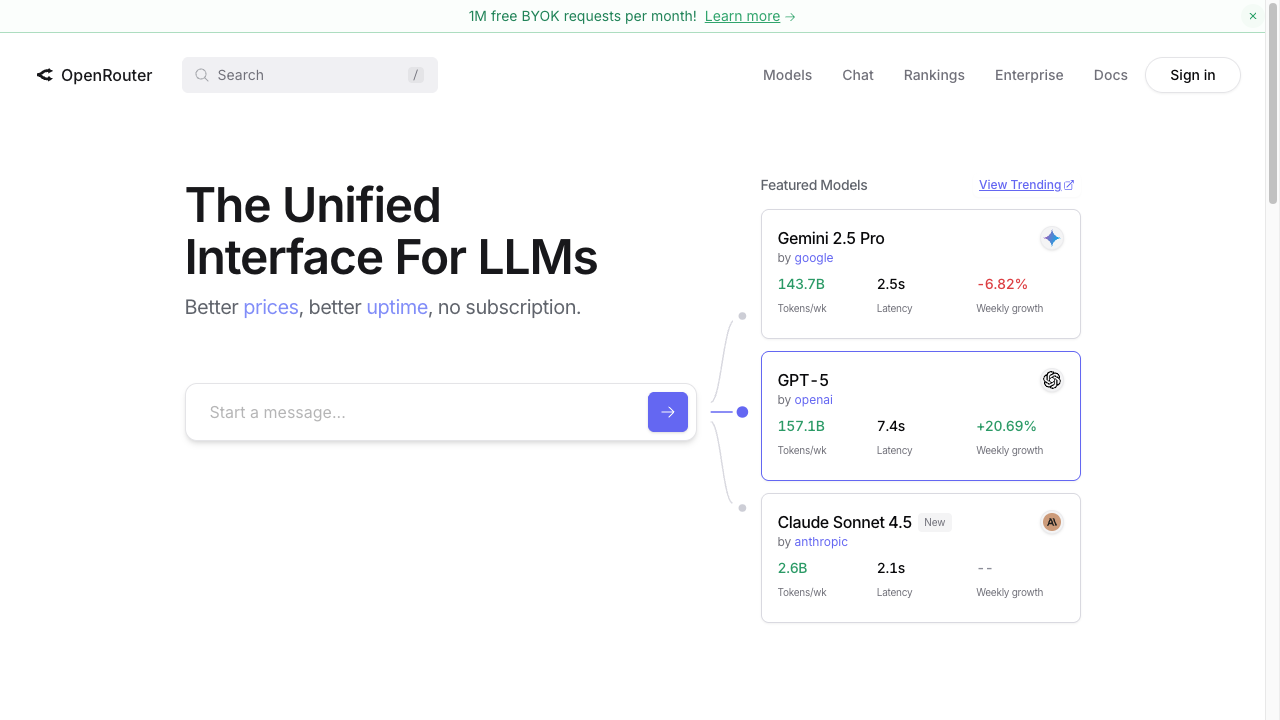 1M free BYOK requests per month! Learn more →
OpenRouter
Search /
Models Chat Rankings Enterprise Docs Sign in
The Unified
Interface For LLMs
Better prices, better uptime, no subscription.
Start a message...
Featured Models View Trending
Gemini 2.5 Pro
by google
143.7B 2.5s -6.82%
Tokens/wk Latency Weekly growth
GPT-5
by openai
157.1B 7.4s +20.69%
Tokens/wk Latency Weekly growth
Claude Sonnet 4.5 New
by anthropic
2.6B 2.1s --
Tokens/wk Latency Weekly growth